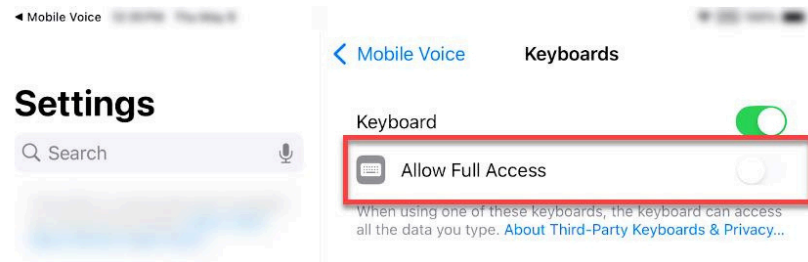 ◀ Mobile Voice
Settings
Search
Mobile Voice
Keyboards
Keyboard
Allow Full Access
When using one of these keyboards, the keyboard can access
all the data you type. About Third-Party Keyboards & Privacy...